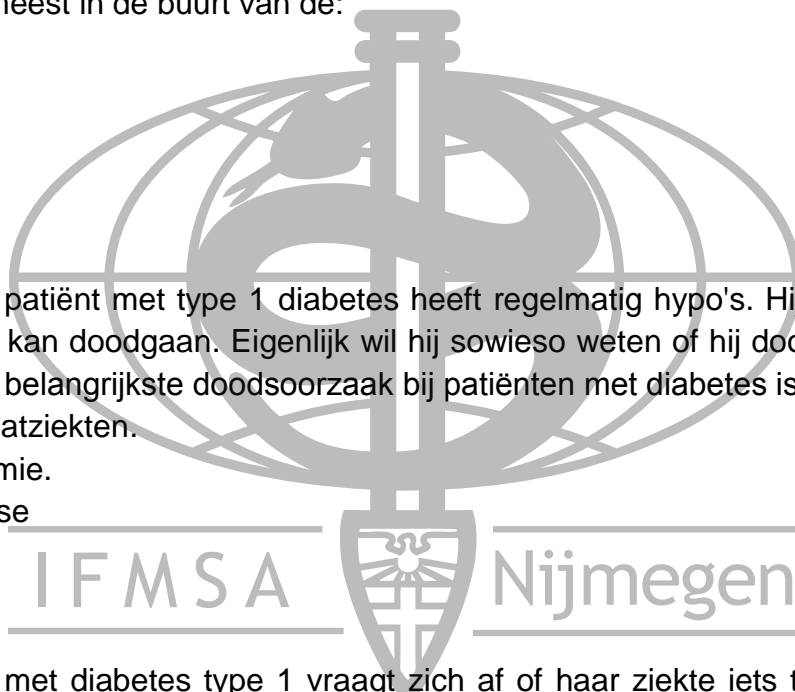 meest in de buurt van de:
patiënt met type 1 diabetes heeft regelmatig hypo's. Hi
kan doodgaan. Eigenlijk wil hij sowieso weten of hij doo
belangrijkste doodsoorzaak bij patiënten met diabetes is
atziekten.
mie.
se
IFMSA Nijmegen
met diabetes type 1 vraagt zich af of haar ziekte iets t